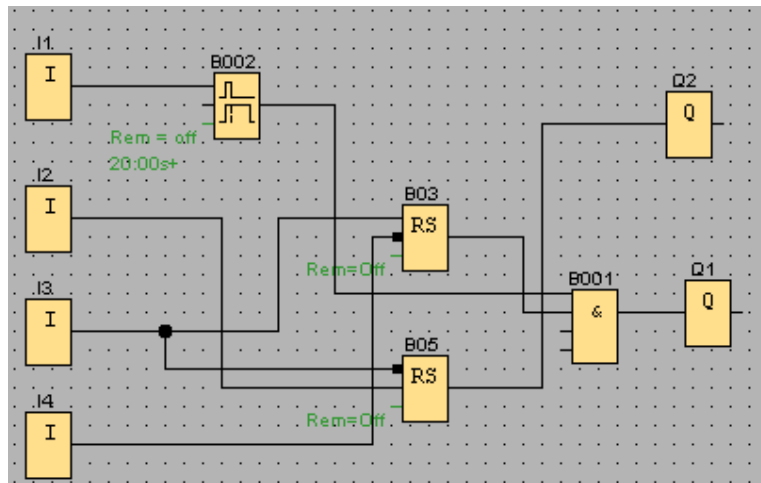 I1
I
B002
Rem = off
20:00s+
Q2
Q
I2
I
B03
RS
Rem=Off
I3
I
B001
&
Q1
Q
B05
RS
Rem=Off
I4
I